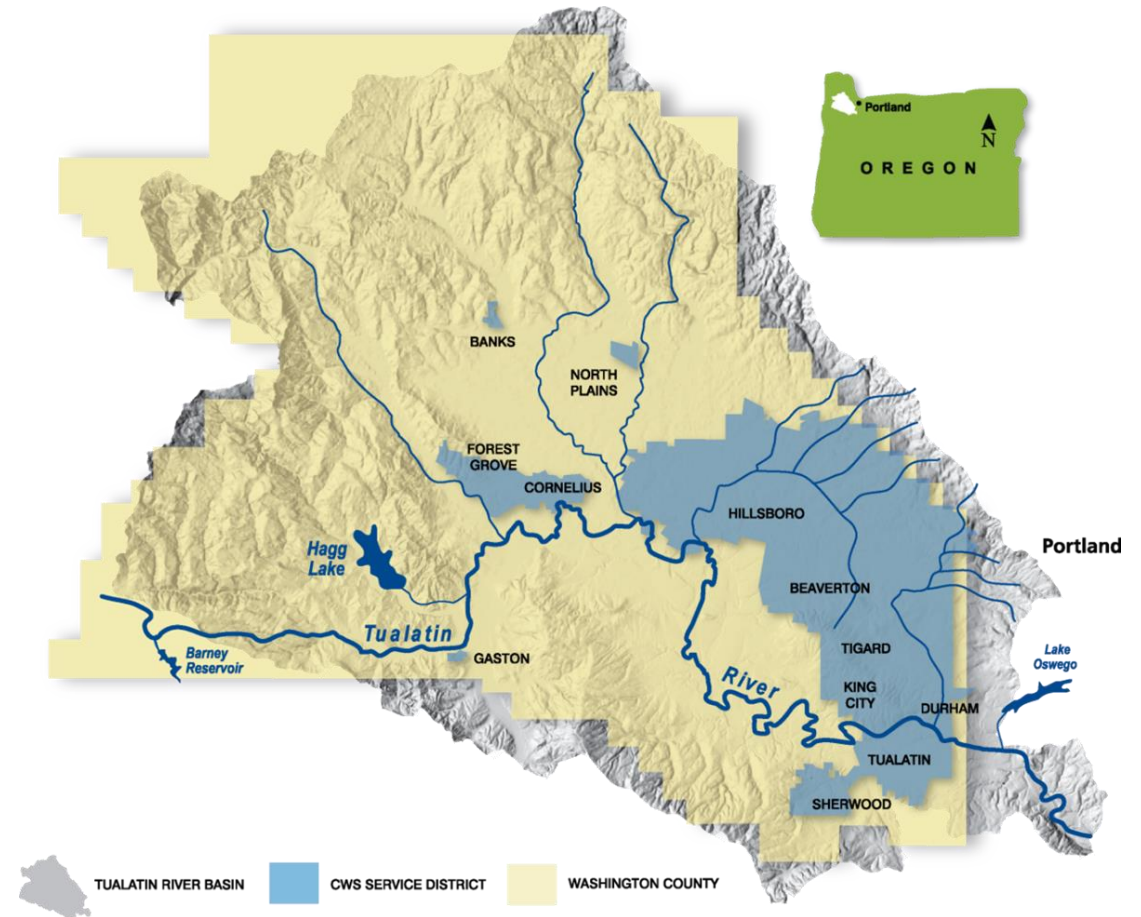 Portland
N
OREGON
BANKS
NORTH
PLAINS
FOREST
GROVE
CORNELIUS
HILLSBORO
Hagg
Lake
Portland
BEAVERTON
Tualatin
Barney
Reservoir
GASTON
TIGARD
Lake
Oswego
River
KING
CITY
DURHAM
TUALATIN
SHERWOOD
TUALATIN RIVER BASIN
CWS SERVICE DISTRICT
WASHINGTON COUNTY